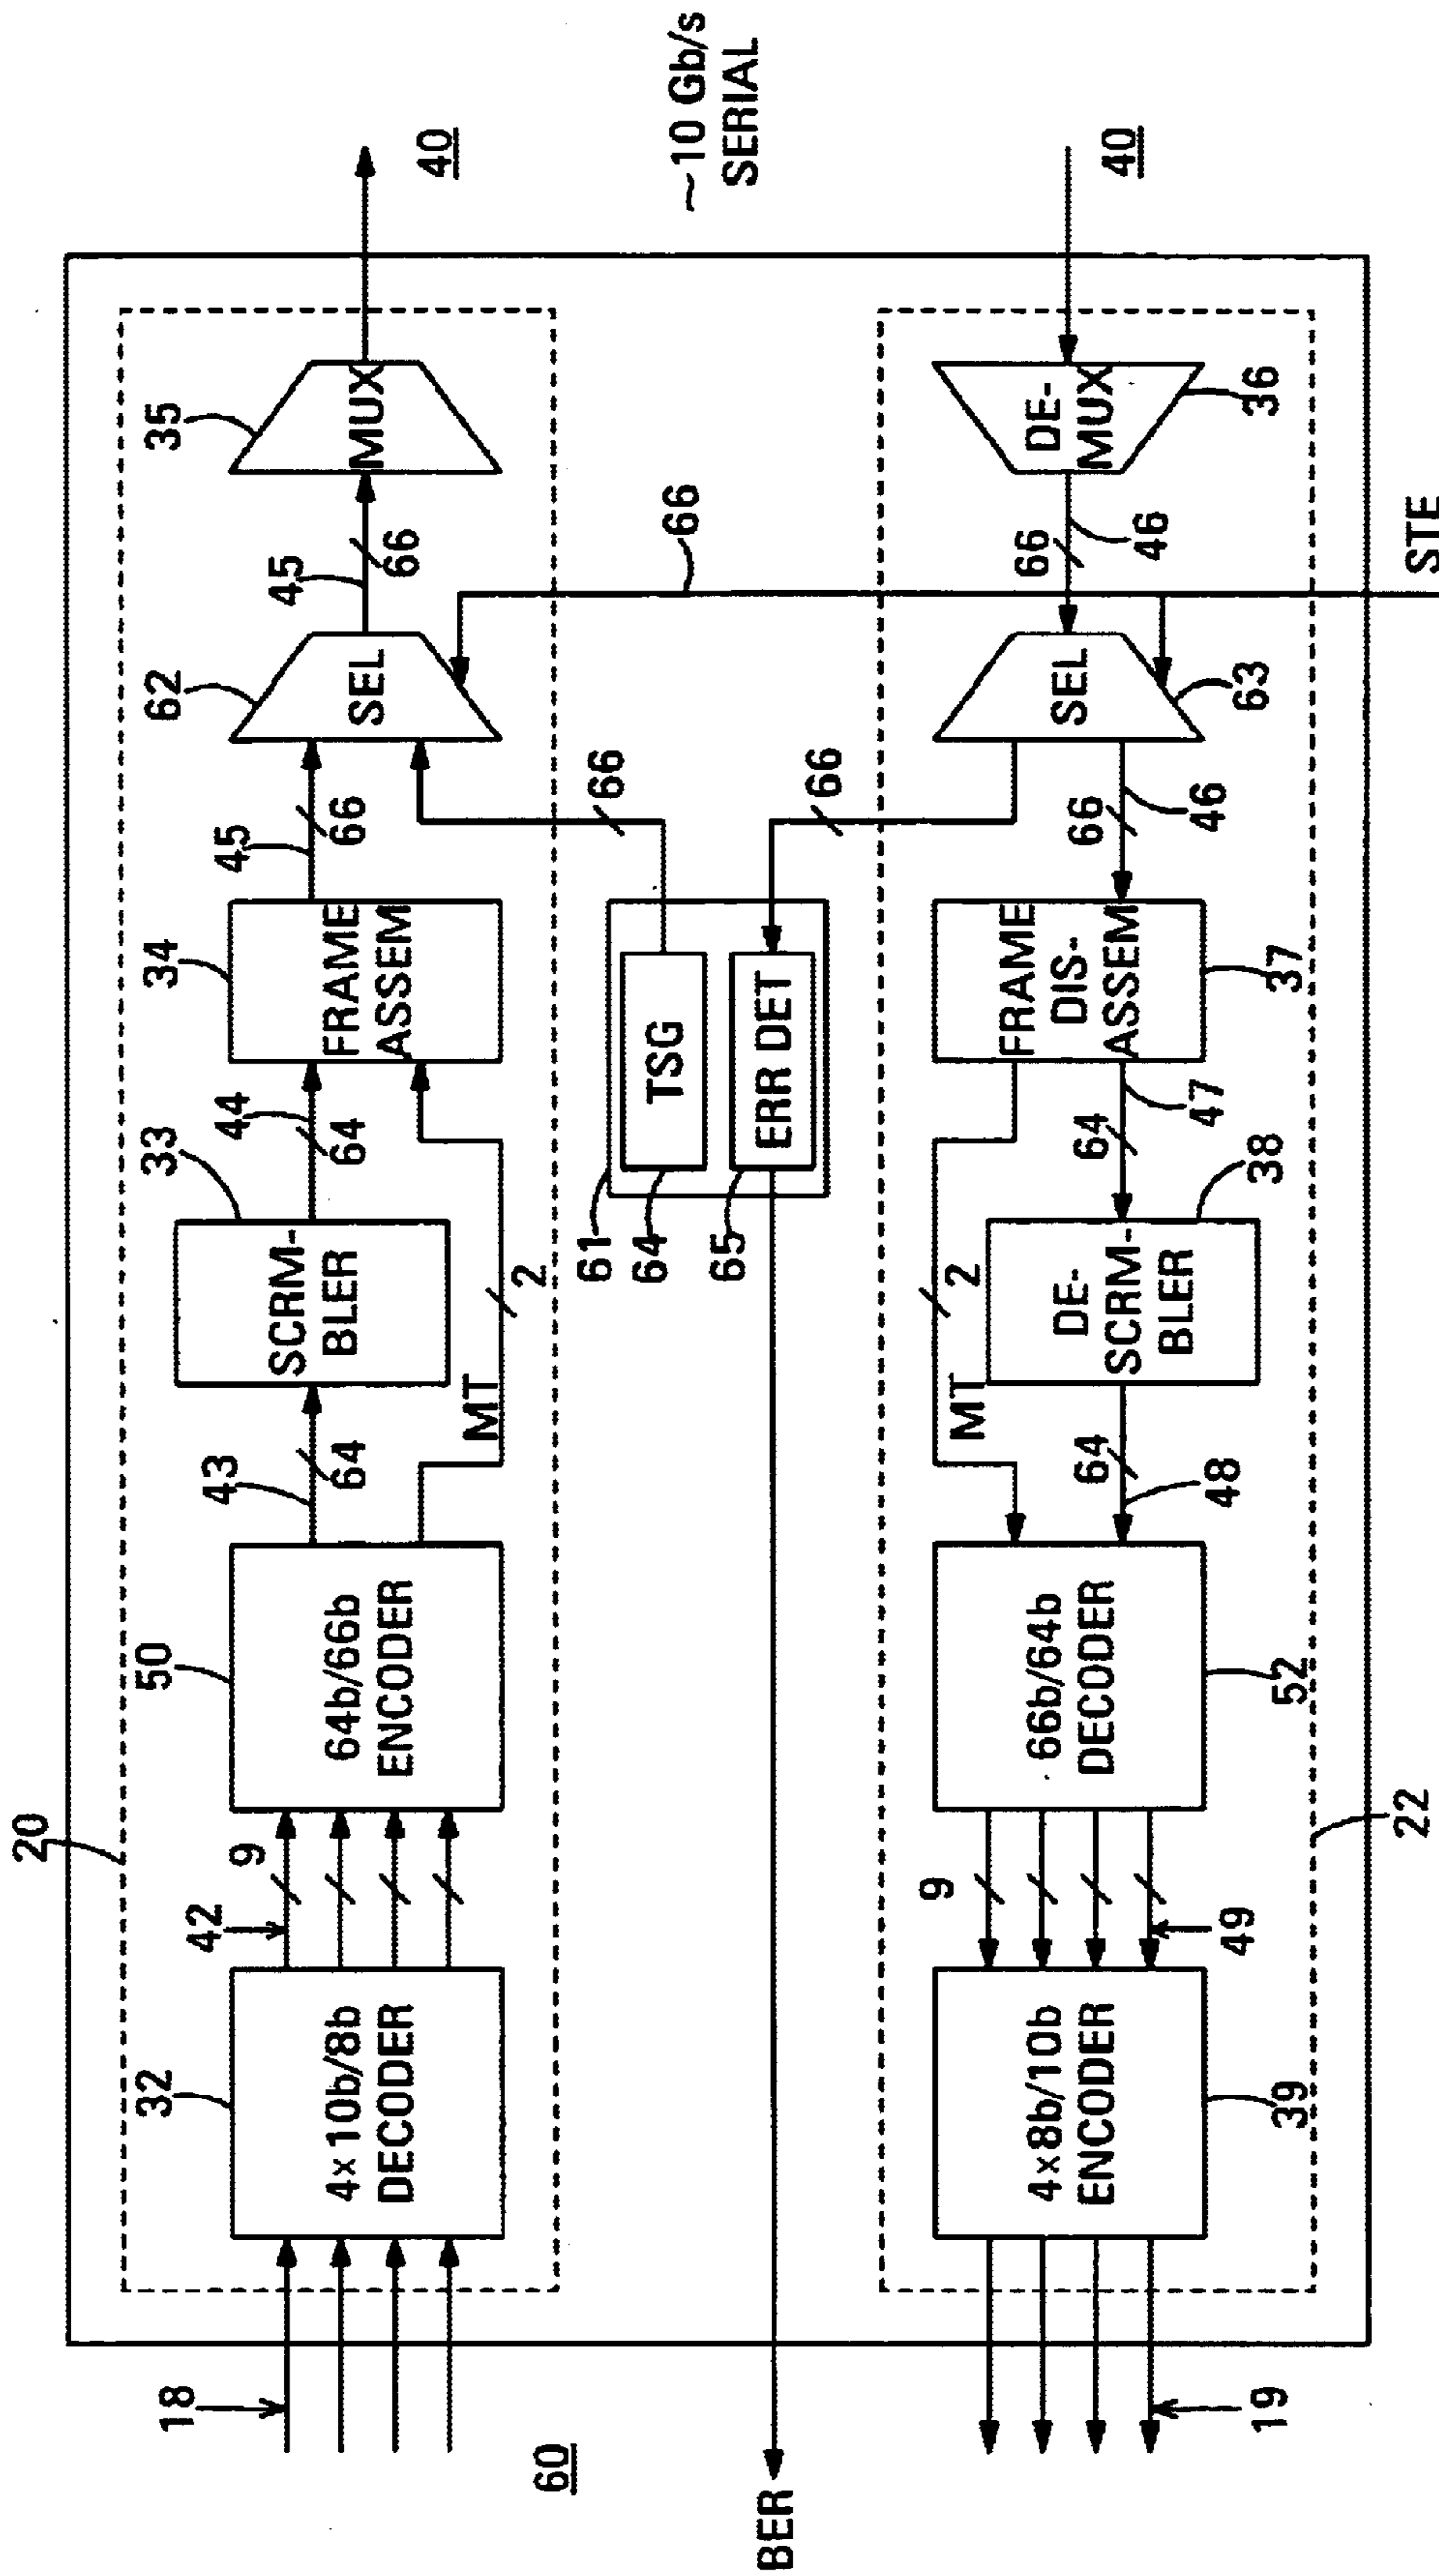 20
18
32
4×10b/8b
DECODER
42
9
50
64b/66b
ENCODER
43
64
MT
2
33
SCRM-
BLER
44
64
34
FRAME
ASSEM
45
66
62
SEL
45
66
35
MUX
40
60
BER
61
64
65
TSG
ERR DET
66
66
66
~10 Gb/s
SERIAL
19
39
4×8b/10b
ENCODER
9
49
52
66b/64b
DECODER
MT
2
64
48
DE-
SCRM-
BLER
38
64
47
FRAME
DIS-
ASSEM
37
66
46
SEL
63
66
46
DE-
MUX
36
40
22
STE